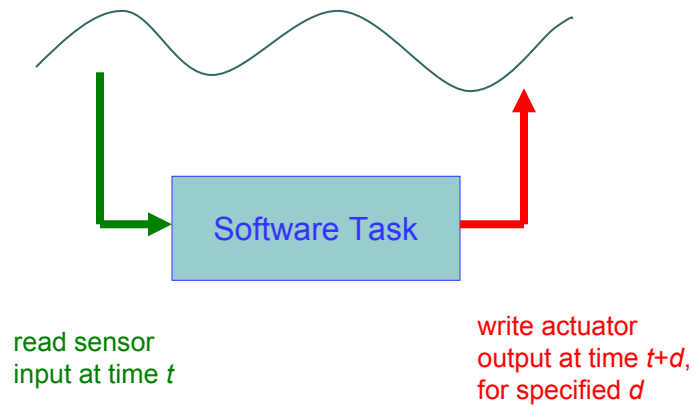 Software Task
read sensor
input at time t
write actuator
output at time t+d,
for specified d